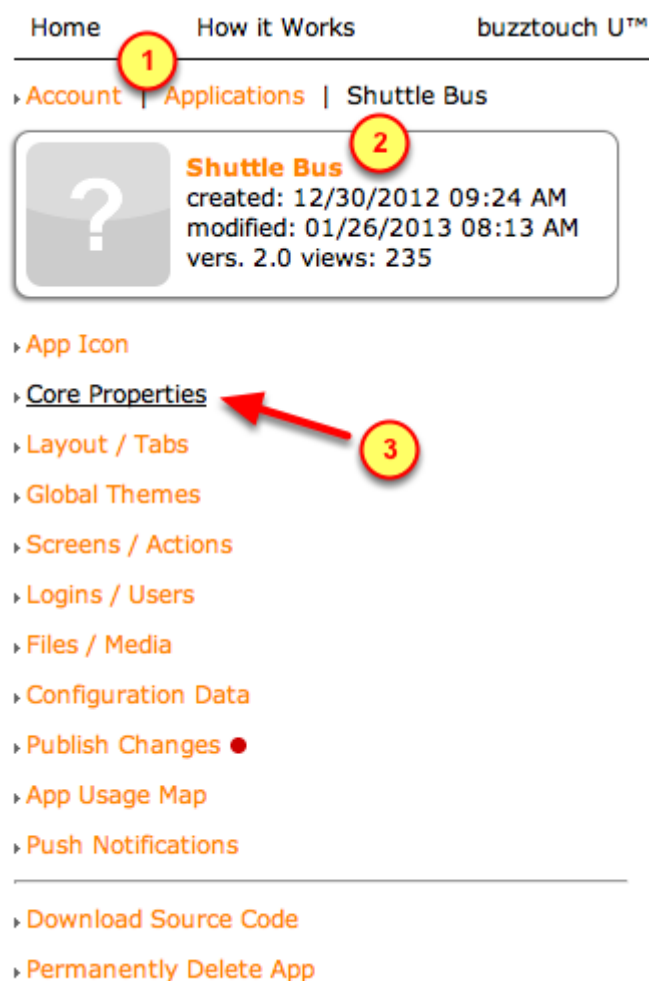 Home How it Works buzztouch U™
1
Account | Applications | Shuttle Bus
2
?
Shuttle Bus
created: 12/30/2012 09:24 AM
modified: 01/26/2013 08:13 AM
vers. 2.0 views: 235
App Icon
Core Properties
3
Layout / Tabs
Global Themes
Screens / Actions
Logins / Users
Files / Media
Configuration Data
Publish Changes
App Usage Map
Push Notifications
Download Source Code
Permanently Delete App